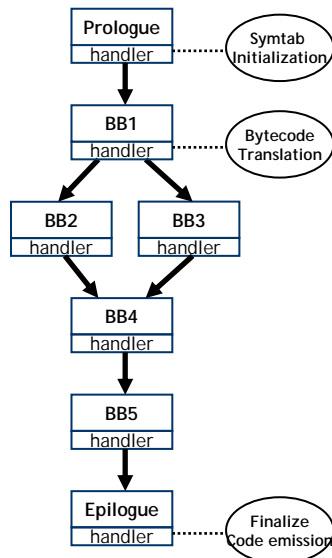 Prologue
handler
Symtab
Initialization
BB1
handler
Bytecode
Translation
BB2
handler
BB3
handler
BB4
handler
BB5
handler
Epilogue
handler
Finalize
Code emission